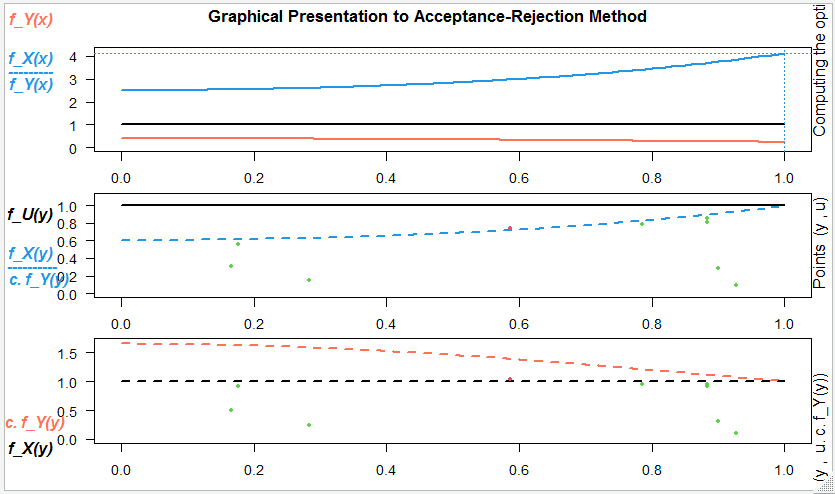 Graphical Presentation to Acceptance-Rejection Method
f_Y(x)
f_X(x)
----------
f_Y(x)
4
3
2
1
0
0.0 0.2 0.4 0.6 0.8 1.0
Computing the opti
f_U(y)
f_X(y)
-----------
c. f_Y(y)
1.0
0.8
0.6
0.4
0.2
0.0
0.0 0.2 0.4 0.6 0.8 1.0
Points (y , u)
c. f_Y(y)
f_X(y)
1.5
1.0
0.5
0.0
0.0 0.2 0.4 0.6 0.8 1.0
(y , u. c. f_Y(y))